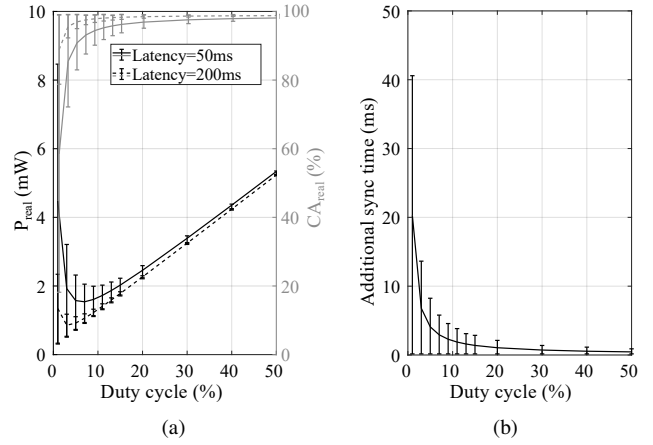 10
8
6
4
2
0
P_real (mW)
100
80
60
40
20
0
CA_real (%)
Latency=50ms
Latency=200ms
0 10 20 30 40 50
Duty cycle (%)
(a)
50
40
30
20
10
0
Additional sync time (ms)
0 10 20 30 40 50
Duty cycle (%)
(b)